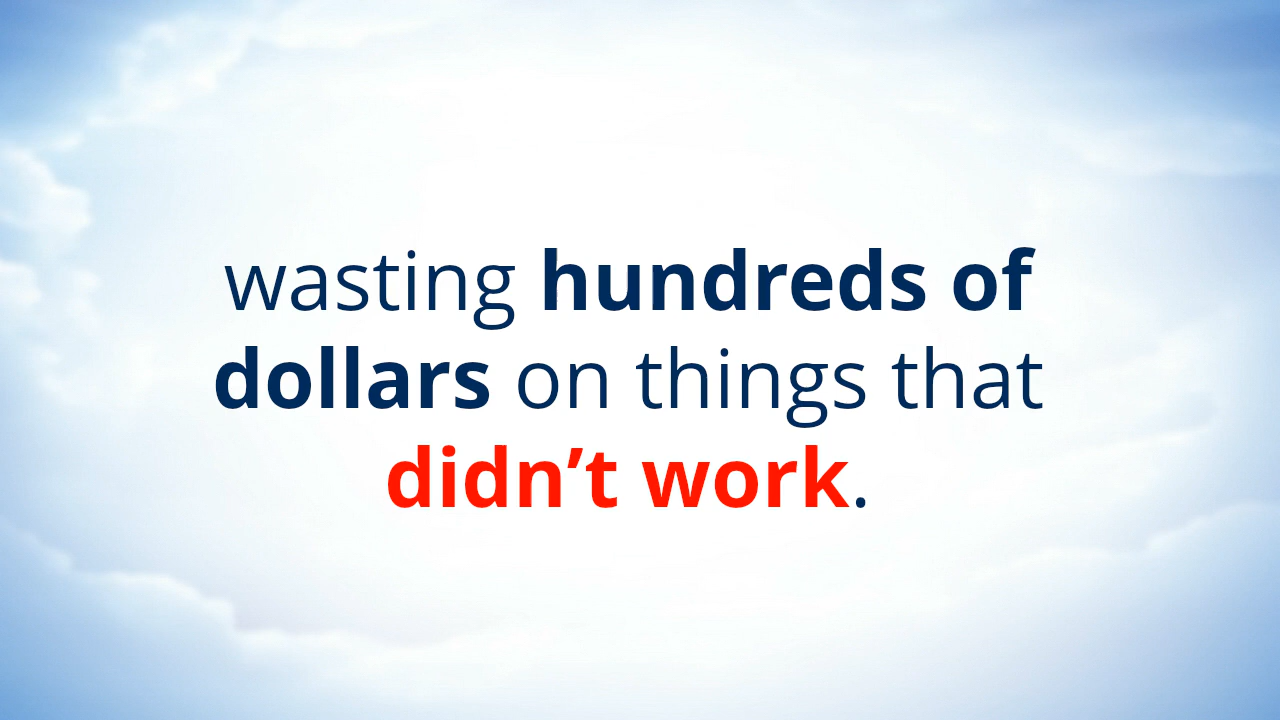 wasting hundreds of
dollars on things that
didn’t work.